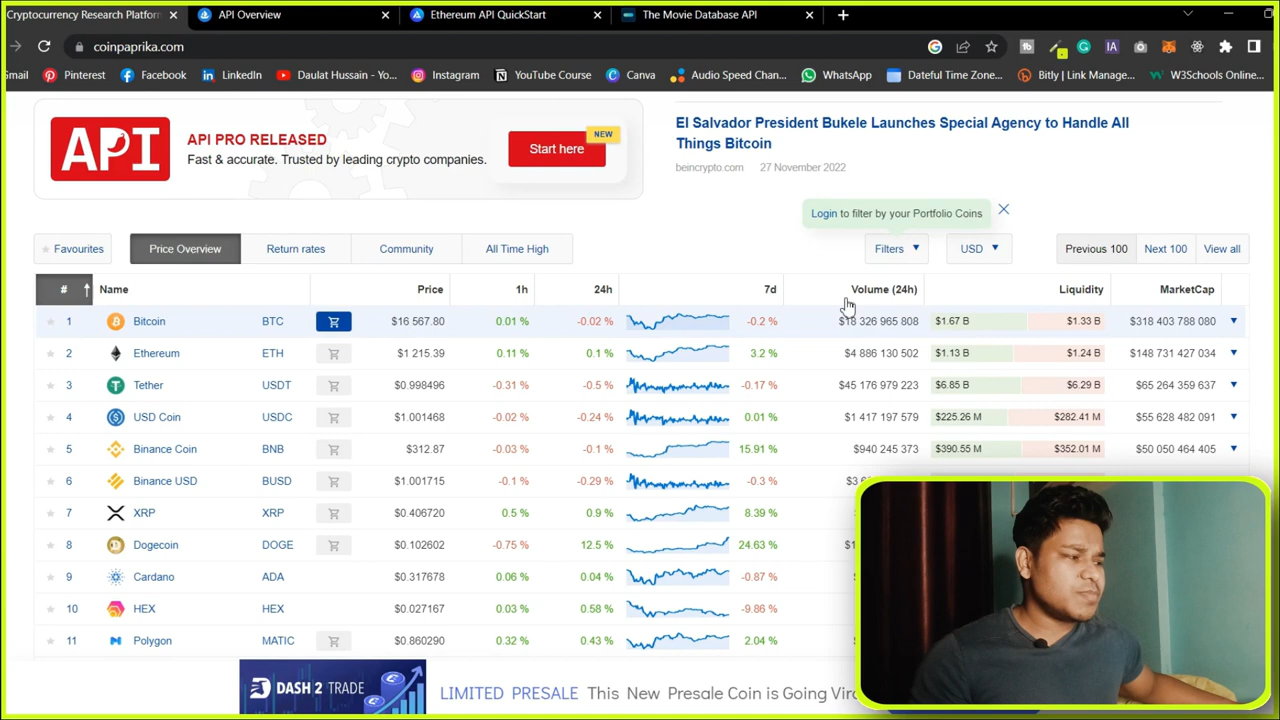 Cryptocurrency Research Platform API Overview Ethereum API QuickStart The Movie Database API
coinpaprika.com
mail Pinterest Facebook LinkedIn Daulat Hussain - Yo... Instagram YouTube Course Canva Audio Speed Chan... WhatsApp Dateful Time Zone... Bitly | Link Manage... W3Schools Online...
API
API PRO RELEASED
Fast & accurate. Trusted by leading crypto companies.
NEW
Start here
El Salvador President Bukele Launches Special Agency to Handle All
Things Bitcoin
beincrypto.com 27 November 2022
Login to filter by your Portfolio Coins
Favourites Price Overview Return rates Community All Time High Filters USD Previous 100 Next 100 View all
# Name Price 1h 24h 7d Volume (24h) Liquidity MarketCap
1 Bitcoin BTC $16 567.80 0.01 % -0.02 % -0.2 % $18 326 965 808 $1.67 B $1.33 B $318 403 788 080
2 Ethereum ETH $1 215.39 0.11 % 0.1 % 3.2 % $4 886 130 502 $1.13 B $1.24 B $148 731 427 034
3 Tether USDT $0.998496 -0.31 % -0.5 % -0.17 % $45 176 979 223 $6.85 B $6.29 B $65 264 359 637
4 USD Coin USDC $1.001468 -0.02 % -0.24 % 0.01 % $1 417 197 579 $225.26 M $282.41 M $55 628 482 091
5 Binance Coin BNB $312.87 -0.03 % -0.1 % 15.91 % $940 245 373 $390.55 M $352.01 M $50 050 464 405
6 Binance USD BUSD $1.001715 -0.1 % -0.29 % -0.3 %
7 XRP XRP $0.406720 0.5 % 0.9 % 8.39 %
8 Dogecoin DOGE $0.102602 -0.75 % 12.5 % 24.63 %
9 Cardano ADA $0.317678 0.06 % 0.04 % -0.87 %
10 HEX HEX $0.027167 0.03 % 0.58 % -9.86 %
11 Polygon MATIC $0.860290 0.32 % 0.43 % 2.04 %
DASH 2 TRADE LIMITED PRESALE This New Presale Coin is Going